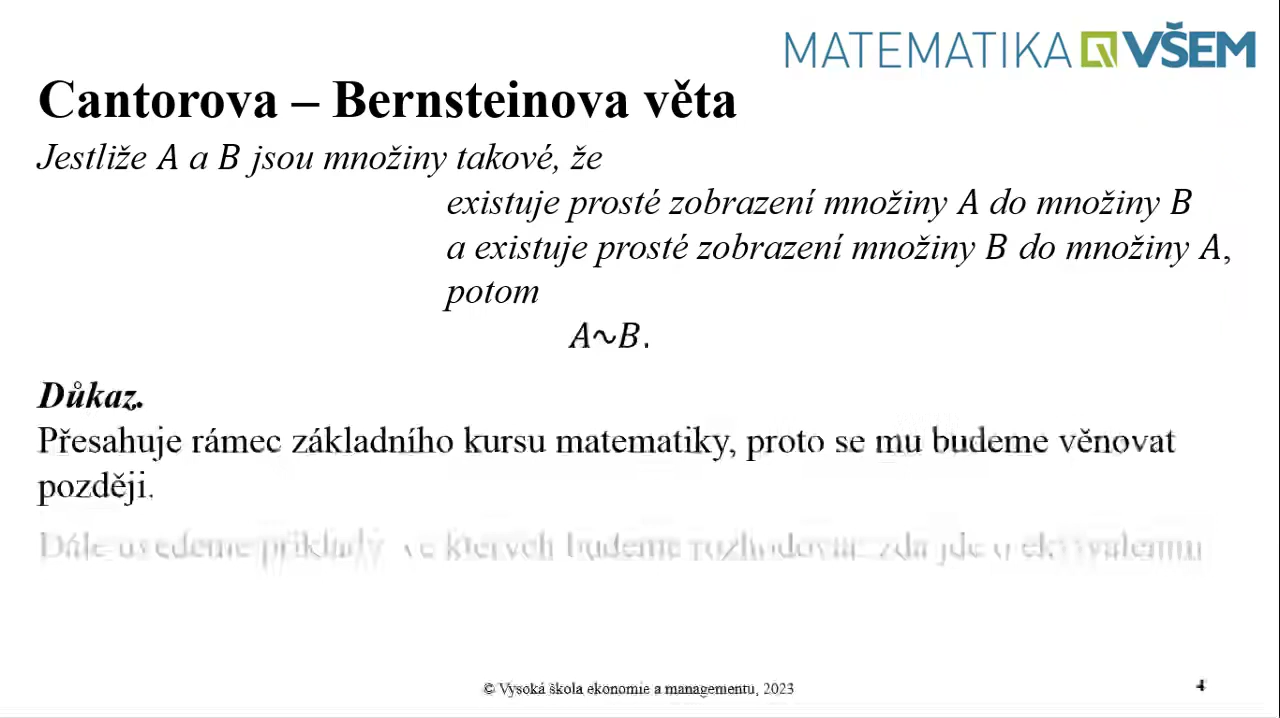 MATEMATIKA VŠEM
Cantorova – Bernsteinova věta
Jestliže A a B jsou množiny takové, že
existuje prosté zobrazení množiny A do množiny B
a existuje prosté zobrazení množiny B do množiny A,
potom
A∼B.
Důkaz.
Přesahuje rámec základního kursu matematiky, proto se mu budeme věnovat
později.
Dále uvedeme příklady, ve kterých budeme rozhodovat, zda jde o ekvivalentní
© Vysoká škola ekonomie a managementu, 2023
4